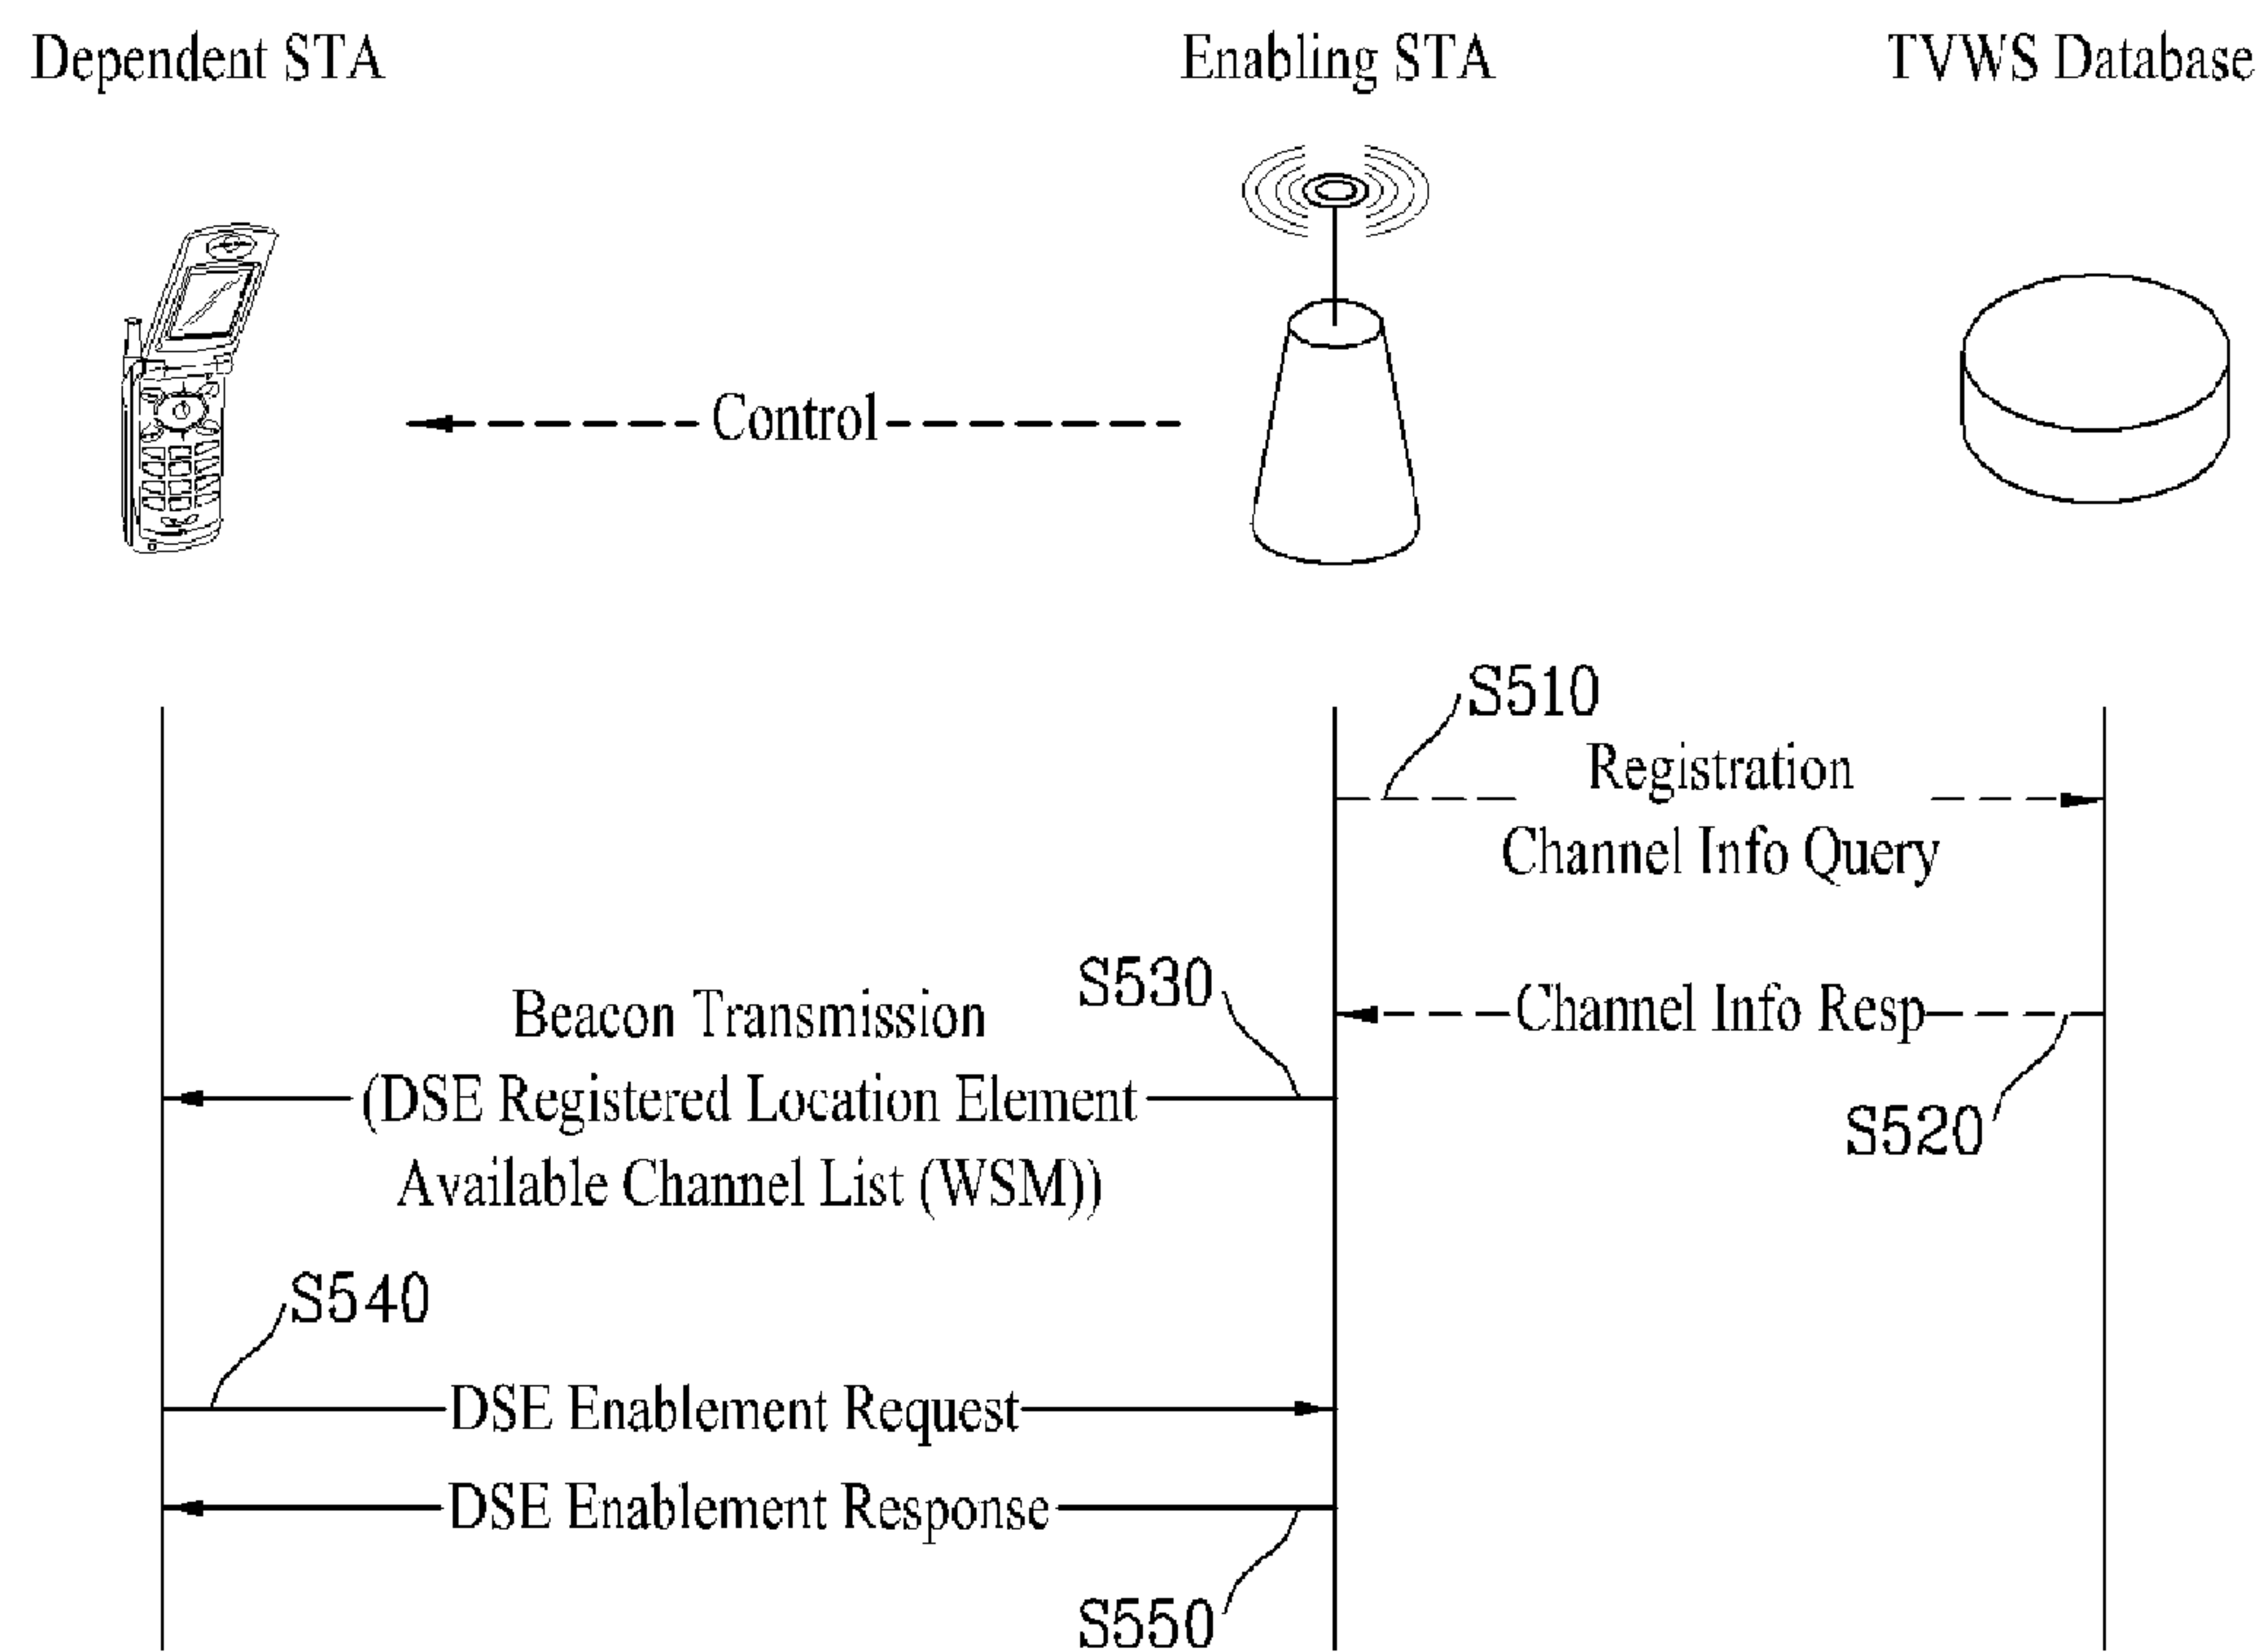 Dependent STA
Enabling STA
TVWS Database
Control
S510
Registration
Channel Info Query
S530
Channel Info Resp
Beacon Transmission
(DSE Registered Location Element
Available Channel List (WSM))
S520
S540
DSE Enablement Request
DSE Enablement Response
S550